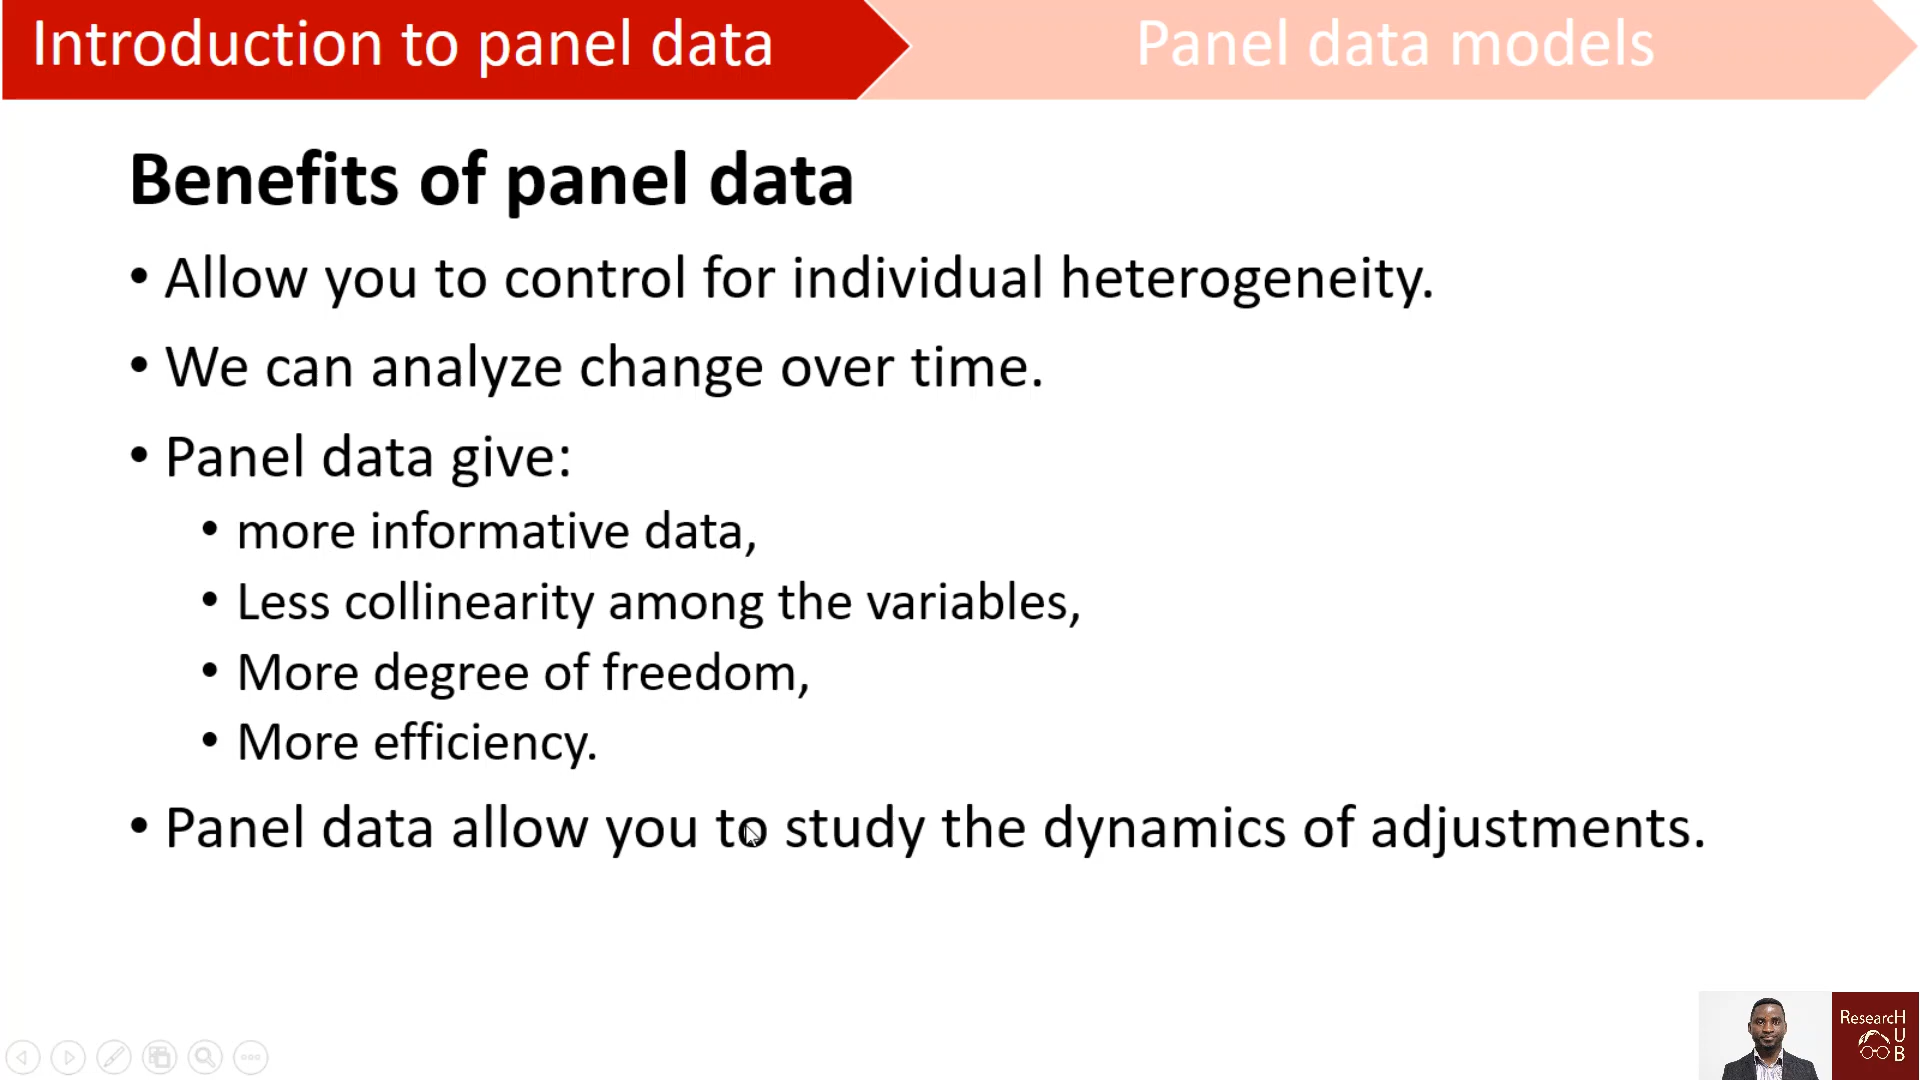 Introduction to panel data
Panel data models
Benefits of panel data
• Allow you to control for individual heterogeneity.
• We can analyze change over time.
• Panel data give:
• more informative data,
• Less collinearity among the variables,
• More degree of freedom,
• More efficiency.
• Panel data allow you to study the dynamics of adjustments.
ResearcH
U
B